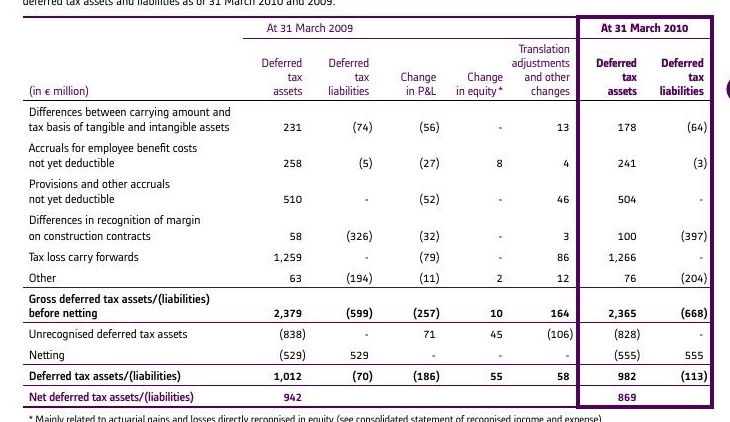 deferred tax assets and liabilities as of 31 March 2010 and 2009.
At 31 March 2009 At 31 March 2010
Translation
Deferred Deferred adjustments Deferred Deferred
tax tax Change Change and other tax tax
(in € million) assets liabilities in P&L in equity* changes assets liabilities
Differences between carrying amount and
tax basis of tangible and intangible assets 231 (74) (56) - 13 178 (64)
Accruals for employee benefit costs
not yet deductible 258 (5) (27) 8 4 241 (3)
Provisions and other accruals
not yet deductible 510 - (52) - 46 504 -
Differences in recognition of margin
on construction contracts 58 (326) (32) - 3 100 (397)
Tax loss carry forwards 1,259 - (79) - 86 1,266 -
Other 63 (194) (11) 2 12 76 (204)
Gross deferred tax assets/(liabilities)
before netting 2,379 (599) (257) 10 164 2,365 (668)
Unrecognised deferred tax assets (838) - 71 45 (106) (828) -
Netting (529) 529 - - - (555) 555
Deferred tax assets/(liabilities) 1,012 (70) (186) 55 58 982 (113)
Net deferred tax assets/(liabilities) 942 869
* Mainly related to actuarial gains and losses directly recognised in equity (see consolidated statement of recognised income and expense)